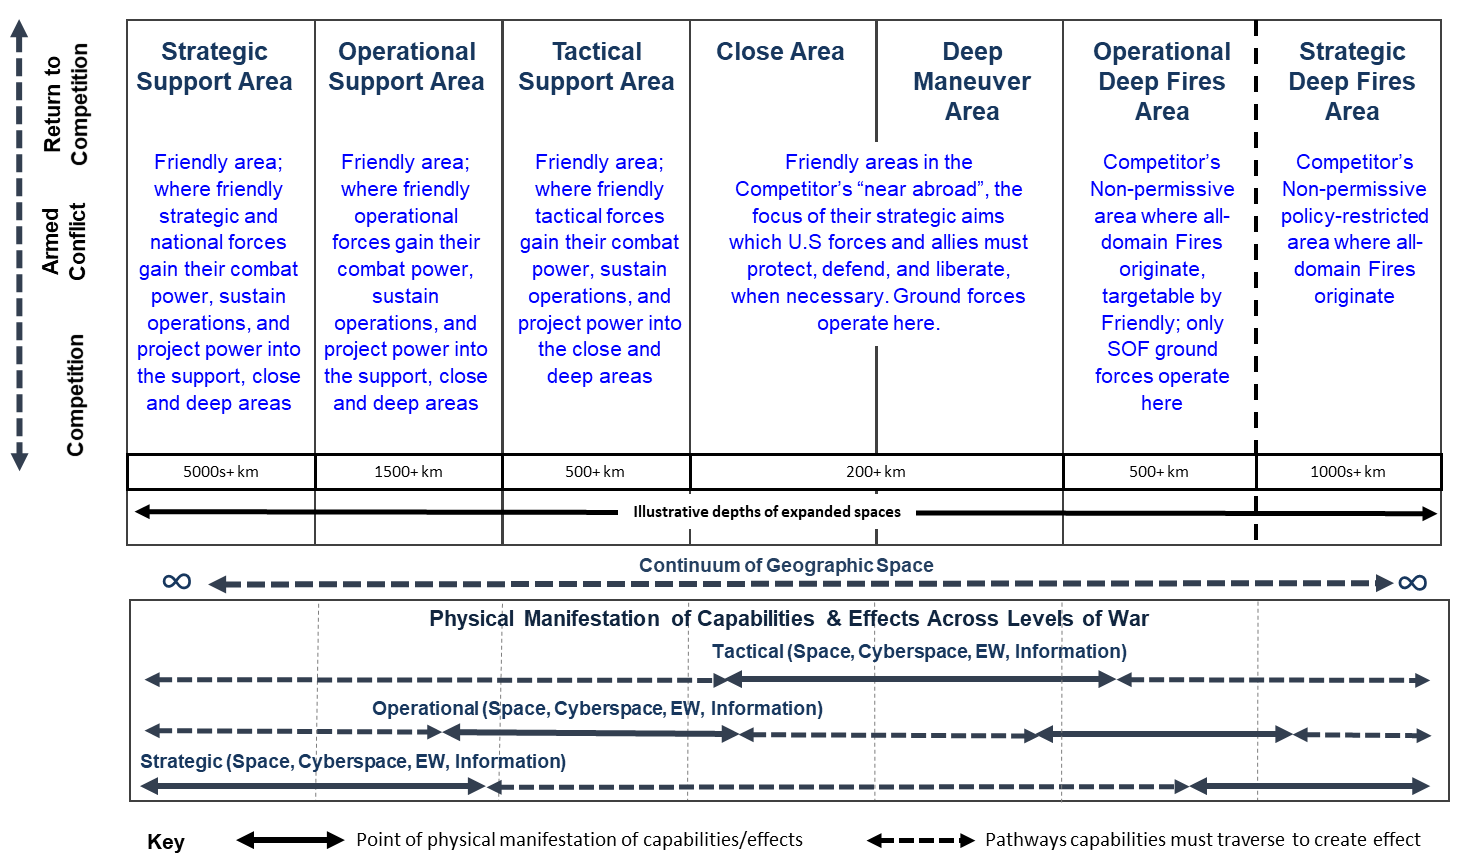 Return to
Competition
Armed
Conflict
Competition
Strategic
Support Area
Friendly area;
where friendly
strategic and
national forces
gain their combat
power, sustain
operations, and
project power into
the support, close
and deep areas
Operational
Support Area
Friendly area;
where friendly
operational
forces gain their
combat power,
sustain
operations, and
project power into
the support, close
and deep areas
Tactical
Support Area
Friendly area;
where friendly
tactical forces
gain their combat
power, sustain
operations, and
project power into
the close and
deep areas
Close Area
Deep
Maneuver
Area
Friendly areas in the
Competitor’s “near abroad”, the
focus of their strategic aims
which U.S forces and allies must
protect, defend, and liberate,
when necessary. Ground forces
operate here.
Operational
Deep Fires
Area
Competitor’s
Non-permissive
area where all-
domain Fires
originate,
targetable by
Friendly; only
SOF ground
forces operate
here
Strategic
Deep Fires
Area
Competitor’s
Non-permissive
policy-restricted
area where all-
domain Fires
originate
5000s+ km
1500+ km
500+ km
200+ km
500+ km
1000s+ km
Illustrative depths of expanded spaces
Continuum of Geographic Space
∞ ∞
Physical Manifestation of Capabilities & Effects Across Levels of War
Tactical (Space, Cyberspace, EW, Information)
Operational (Space, Cyberspace, EW, Information)
Strategic (Space, Cyberspace, EW, Information)
Key
Point of physical manifestation of capabilities/effects
Pathways capabilities must traverse to create effect